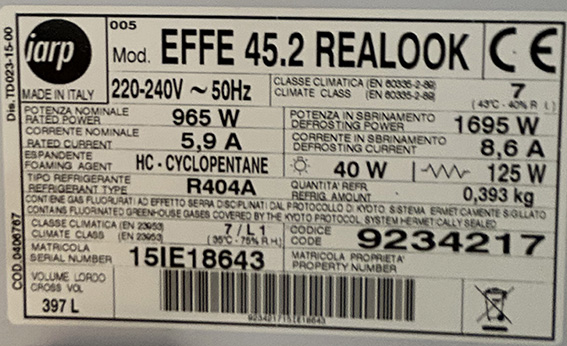 Dis. TD023-15-00
iarp
MADE IN ITALY
005
Mod. EFFE 45.2 REALOOK
CE
220-240V ~ 50Hz
CLASSE CLIMATICA (EN 60335-2-89)
CLIMATE CLASS (EN 60335-2-89)
7
(43°C - 40% R.H.)
POTENZA NOMINALE
RATED POWER
965 W
POTENZA IN SBRINAMENTO
DEFROSTING POWER
1695 W
CORRENTE NOMINALE
RATED CURRENT
5,9 A
CORRENTE IN SBRINAMENTO
DEFROSTING CURRENT
8,6 A
ESPANDENTE
FOAMING AGENT
HC - CYCLOPENTANE
40 W
125 W
TIPO REFRIGERANTE
REFRIGERANT TYPE
R404A
QUANTITA' REFR.
REFRIG. AMOUNT
0,393 kg
CONTIENE GAS FLUORURATI AD EFFETTO SERRA DISCIPLINATI DAL PROTOCOLLO DI KYOTO. SISTEMA ERMETICAMENTE SIGILLATO
CONTAINS FLUORNATED GREENHOUSE GASES COVERED BY THE KYOTO PROTOCOL. SYSTEM HERMETICALLY SEALED
CLASSE CLIMATICA (EN 23953)
CLIMATE CLASS (EN 23953)
7 / L1
(35°C - 75% R.H.)
CODICE
CODE
9234217
MATRICOLA
SERIAL NUMBER
15IE18643
MATRICOLA PROPRIETA'
PROPERTY NUMBER
VOLUME LORDO
GROSS VOL
397 L
923421715IE18643
COD.0406767